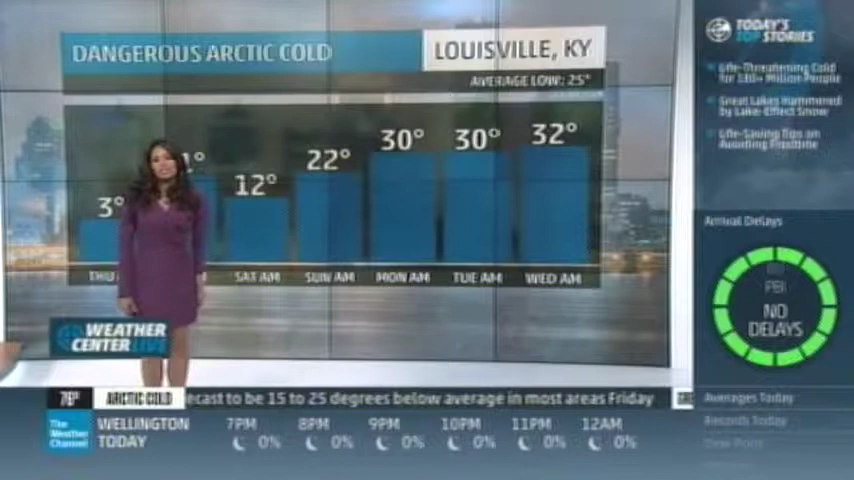 DANGEROUS ARCTIC COLD
LOUISVILLE, KY
AVERAGE LOW: 25°
3°
12°
22°
30°
30°
32°
THU
SAT AM
SUN AM
MON AM
TUE AM
WED AM
WEATHER
CENTER LIVE
TODAY'S
TOP STORIES
Life-Threatening Cold
for 180+ Million People
Great Lakes Hammered
by Lake-Effect Snow
Life-Saving Tips on
Avoiding Frostbite
Arrival Delays
PBI
NO
DELAYS
Averages Today
Records Today
76° ARCTIC COLD ecast to be 15 to 25 degrees below average in most areas Friday
The
Weather
Channel
WELLINGTON
TODAY
7PM 8PM 9PM 10PM 11PM 12AM
0% 0% 0% 0% 0% 0%